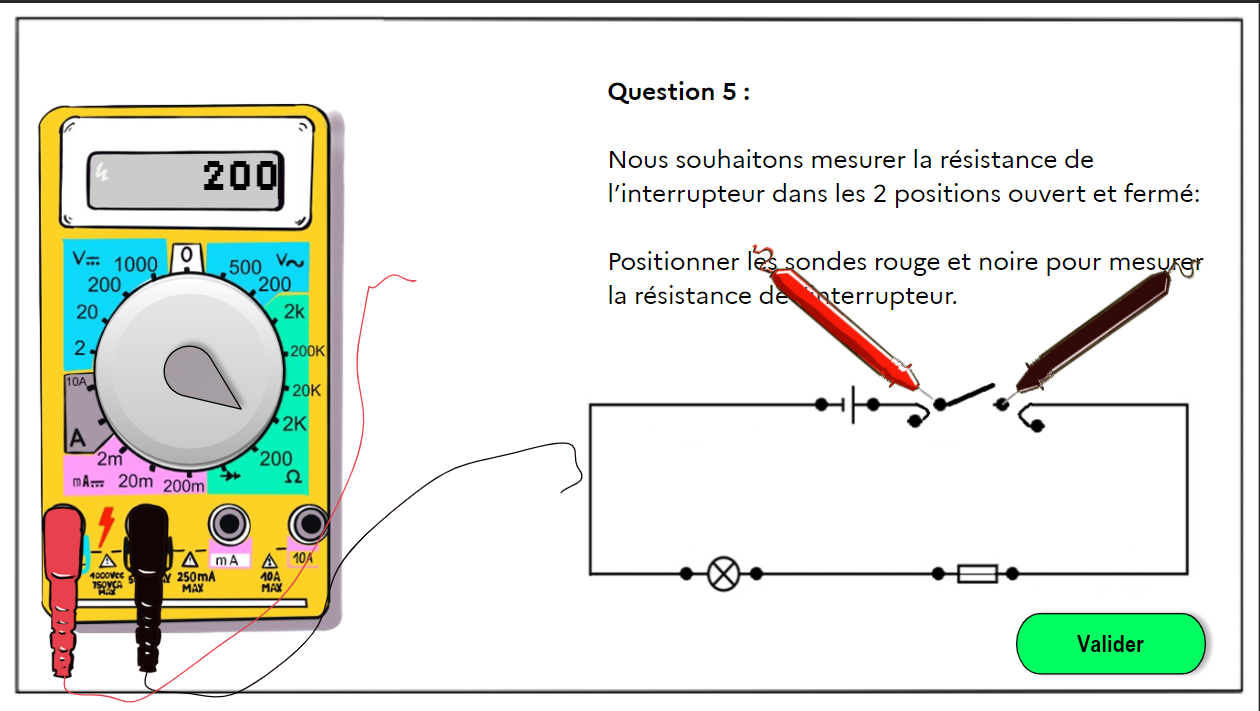 Question 5 :
Nous souhaitons mesurer la résistance de
l'interrupteur dans les 2 positions ouvert et fermé:
Positionner les sondes rouge et noire pour mesurer
la résistance de interrupteur.
200
V⎓ 1000 0 500 V~
200 200
20 2k
2 200K
10A 20K
A 2K
2m 200
mA⎓ 20m 200m Ω
mA 10A
1000VCC 250mA 10A
750VCA MAX MAX
MAX
Valider